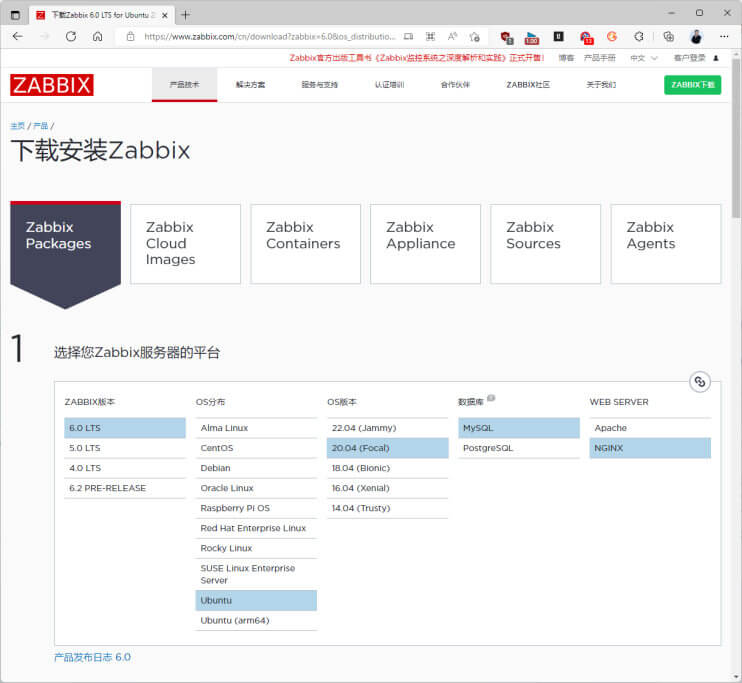 下载Zabbix 6.0 LTS for Ubuntu 2
https://www.zabbix.com/cn/download?zabbix=6.0&os_distributio...
Zabbix官方出版工具书《Zabbix监控系统之深度解析和实践》正式开售!
博客
产品手册
中文
客户登录
ZABBIX
产品技术
解决方案
服务与支持
认证培训
合作伙伴
ZABBIX社区
关于我们
ZABBIX下载
主页 / 产品 /
下载安装Zabbix
Zabbix
Packages
Zabbix
Cloud
Images
Zabbix
Containers
Zabbix
Appliance
Zabbix
Sources
Zabbix
Agents
1
选择您Zabbix服务器的平台
ZABBIX版本
6.0 LTS
5.0 LTS
4.0 LTS
6.2 PRE-RELEASE
OS分布
Alma Linux
CentOS
Debian
Oracle Linux
Raspberry Pi OS
Red Hat Enterprise Linux
Rocky Linux
SUSE Linux Enterprise
Server
Ubuntu
Ubuntu (arm64)
OS版本
22.04 (Jammy)
20.04 (Focal)
18.04 (Bionic)
16.04 (Xenial)
14.04 (Trusty)
数据库
MySQL
PostgreSQL
WEB SERVER
Apache
NGINX
产品发布日志 6.0